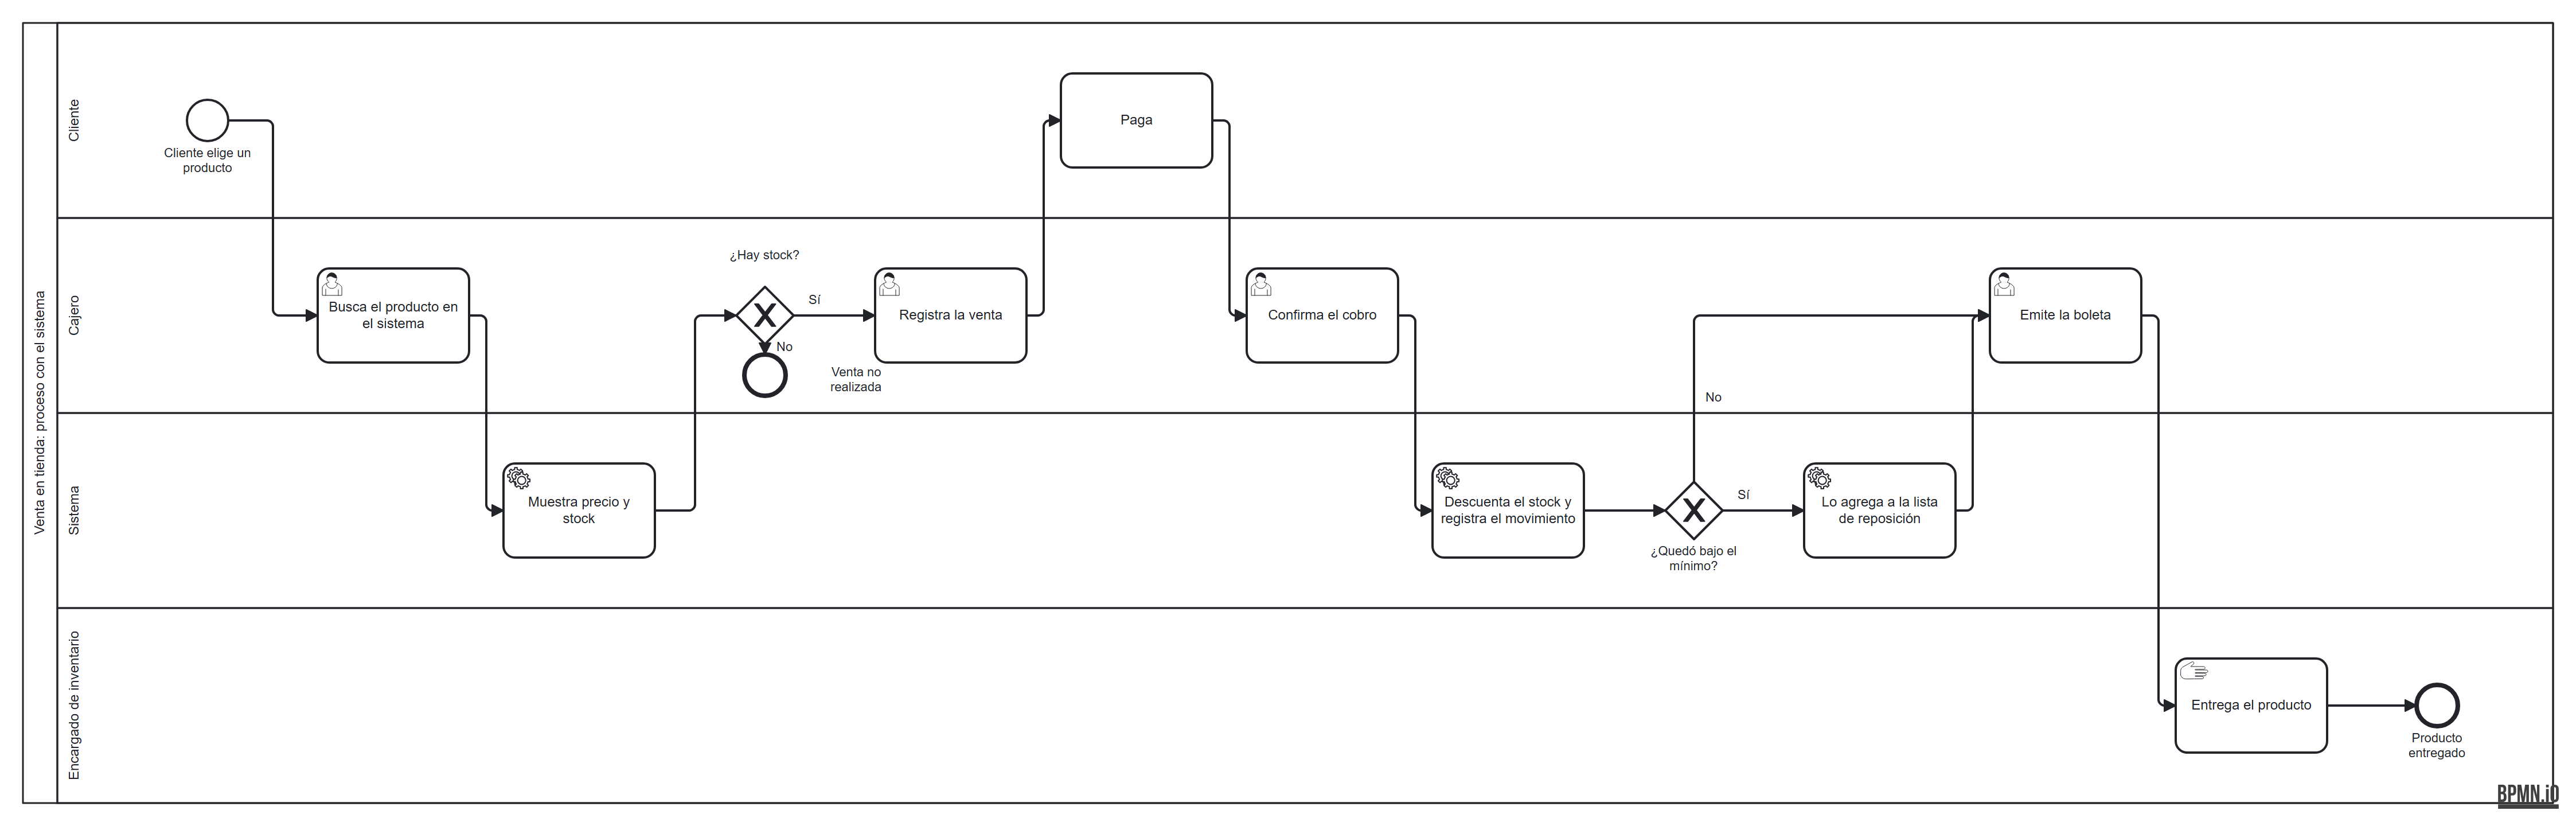 Venta en tienda: proceso con el sistema
Cliente
Cliente elige un
producto
Paga
Cajero
Busca el producto en
el sistema
¿Hay stock?
Sí
No
Venta no
realizada
Registra la venta
Confirma el cobro
Emite la boleta
No
Sistema
Muestra precio y
stock
Descuenta el stock y
registra el movimiento
¿Quedó bajo el
mínimo?
Sí
Lo agrega a la lista
de reposición
Encargado de inventario
Entrega el producto
Producto
entregado
BPMN.iO